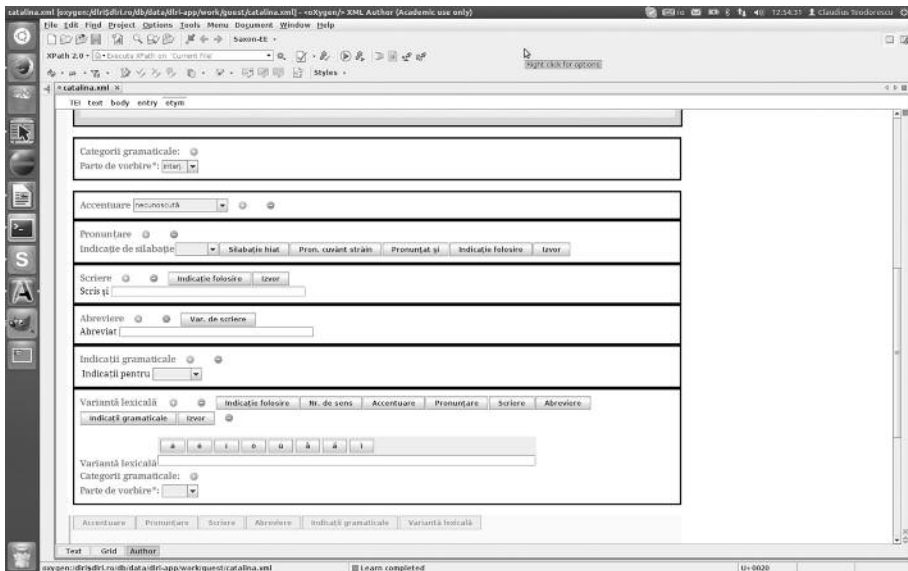 catalina.xml [oxygen:/dlri$dlri.ro/db/data/dlri-app/work/guest/catalina.xml] - <oXygen/> XML Author (Academic use only)
12:54:31 Claudius Teodorescu
File Edit Find Project Options Tools Menu Document Window Help
Saxon-EE
XPath 2.0 Execute XPath on 'Current File'
Right click for options
Styles
catalina.xml
TEI text body entry etym
Categorii gramaticale:
Parte de vorbire*: interj.
Accentuare necunoscută
Pronunțare
Indicație de silabație Silabație hiat Pron. cuvânt străin Pronunțat și Indicație folosire Izvor
Scriere Indicație folosire Izvor
Scris și
Abreviere Var. de scriere
Abreviat
Indicații gramaticale
Indicații pentru
Variantă lexicală Indicație folosire Nr. de sens Accentuare Pronunțare Scriere Abreviere
Indicații gramaticale Izvor
Variantă lexicală
Categorii gramaticale:
Parte de vorbire*:
Accentuare Pronunțare Scriere Abreviere Indicații gramaticale Variantă lexicală
Text Grid Author
oxygen:/dlri$dlri.ro/db/data/dlri-app/work/guest/catalina.xml Learn completed U+0020